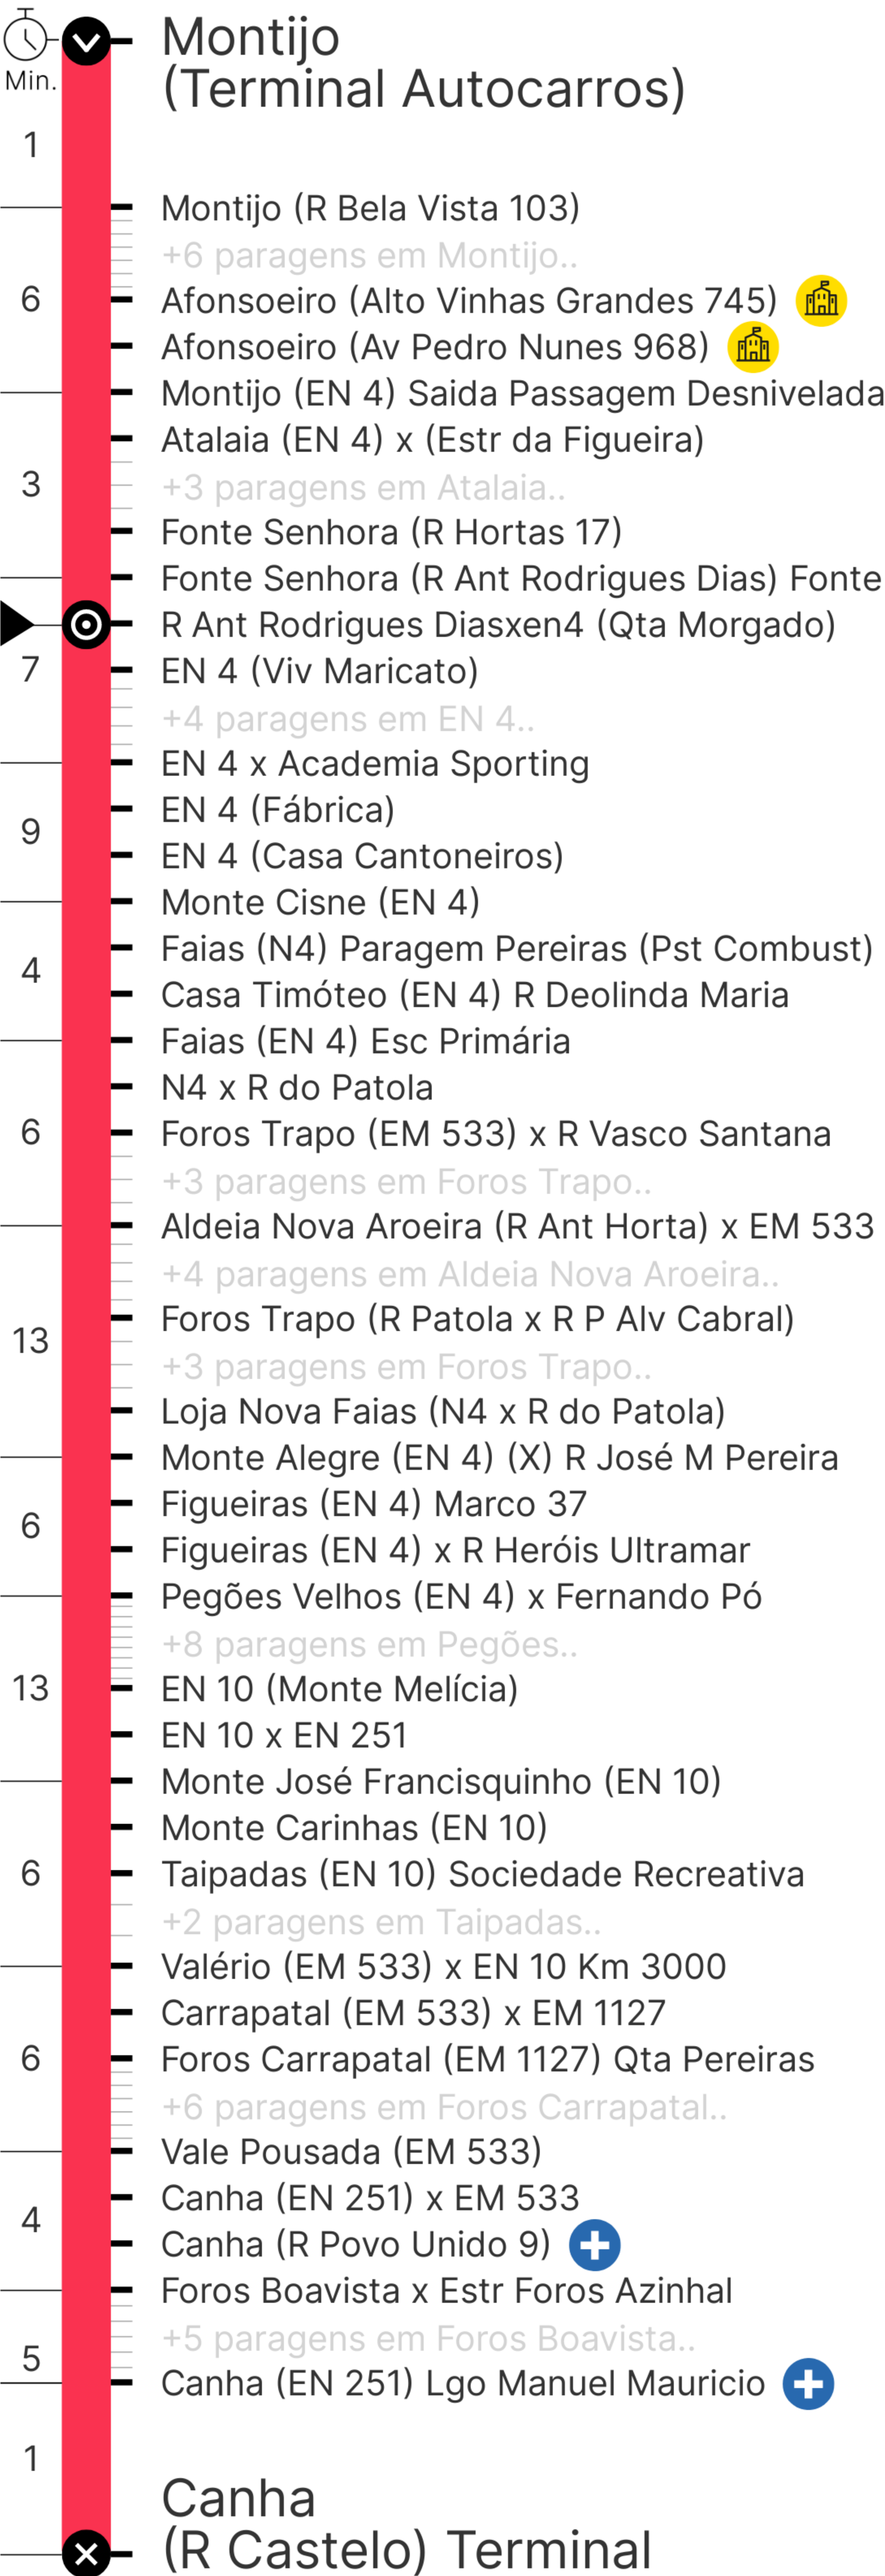 Montijo
(Terminal Autocarros)
Min.
1
Montijo (R Bela Vista 103)
+6 paragens em Montijo..
6
Afonsoeiro (Alto Vinhas Grandes 745)
Afonsoeiro (Av Pedro Nunes 968)
Montijo (EN 4) Saida Passagem Desnivelada
Atalaia (EN 4) x (Estr da Figueira)
3
+3 paragens em Atalaia..
Fonte Senhora (R Hortas 17)
Fonte Senhora (R Ant Rodrigues Dias) Fonte
R Ant Rodrigues Diasxen4 (Qta Morgado)
7
EN 4 (Viv Maricato)
+4 paragens em EN 4..
EN 4 x Academia Sporting
EN 4 (Fábrica)
9
EN 4 (Casa Cantoneiros)
Monte Cisne (EN 4)
Faias (N4) Paragem Pereiras (Pst Combust)
4
Casa Timóteo (EN 4) R Deolinda Maria
Faias (EN 4) Esc Primária
N4 x R do Patola
6
Foros Trapo (EM 533) x R Vasco Santana
+3 paragens em Foros Trapo..
Aldeia Nova Aroeira (R Ant Horta) x EM 533
+4 paragens em Aldeia Nova Aroeira..
Foros Trapo (R Patola x R P Alv Cabral)
13
+3 paragens em Foros Trapo..
Loja Nova Faias (N4 x R do Patola)
Monte Alegre (EN 4) (X) R José M Pereira
Figueiras (EN 4) Marco 37
6
Figueiras (EN 4) x R Heróis Ultramar
Pegões Velhos (EN 4) x Fernando Pó
+8 paragens em Pegões..
13
EN 10 (Monte Melícia)
EN 10 x EN 251
Monte José Francisquinho (EN 10)
Monte Carinhas (EN 10)
6
Taipadas (EN 10) Sociedade Recreativa
+2 paragens em Taipadas..
Valério (EM 533) x EN 10 Km 3000
Carrapatal (EM 533) x EM 1127
6
Foros Carrapatal (EM 1127) Qta Pereiras
+6 paragens em Foros Carrapatal..
Vale Pousada (EM 533)
Canha (EN 251) x EM 533
4
Canha (R Povo Unido 9)
Foros Boavista x Estr Foros Azinhal
+5 paragens em Foros Boavista..
5
Canha (EN 251) Lgo Manuel Mauricio
1
Canha
(R Castelo) Terminal